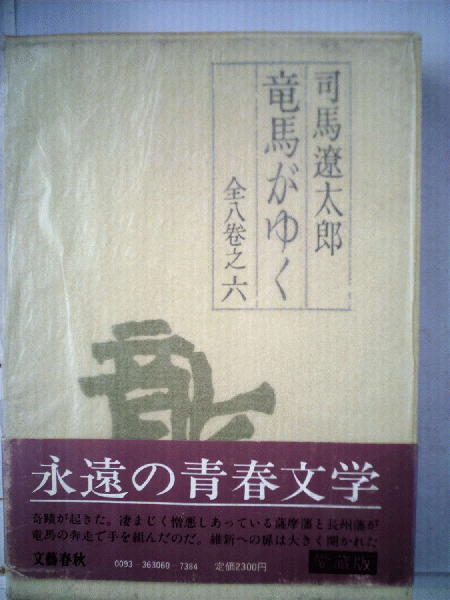 司馬遼太郎
竜馬がゆく
全八巻之六
永遠の青春文学
奇蹟が起きた。凄まじく憎悪しあっている薩摩藩と長州藩が
竜馬の奔走で手を組んだのだ。維新への扉は大きく開かれた
文藝春秋
0093-363060-7384 定価2300円
愛蔵版